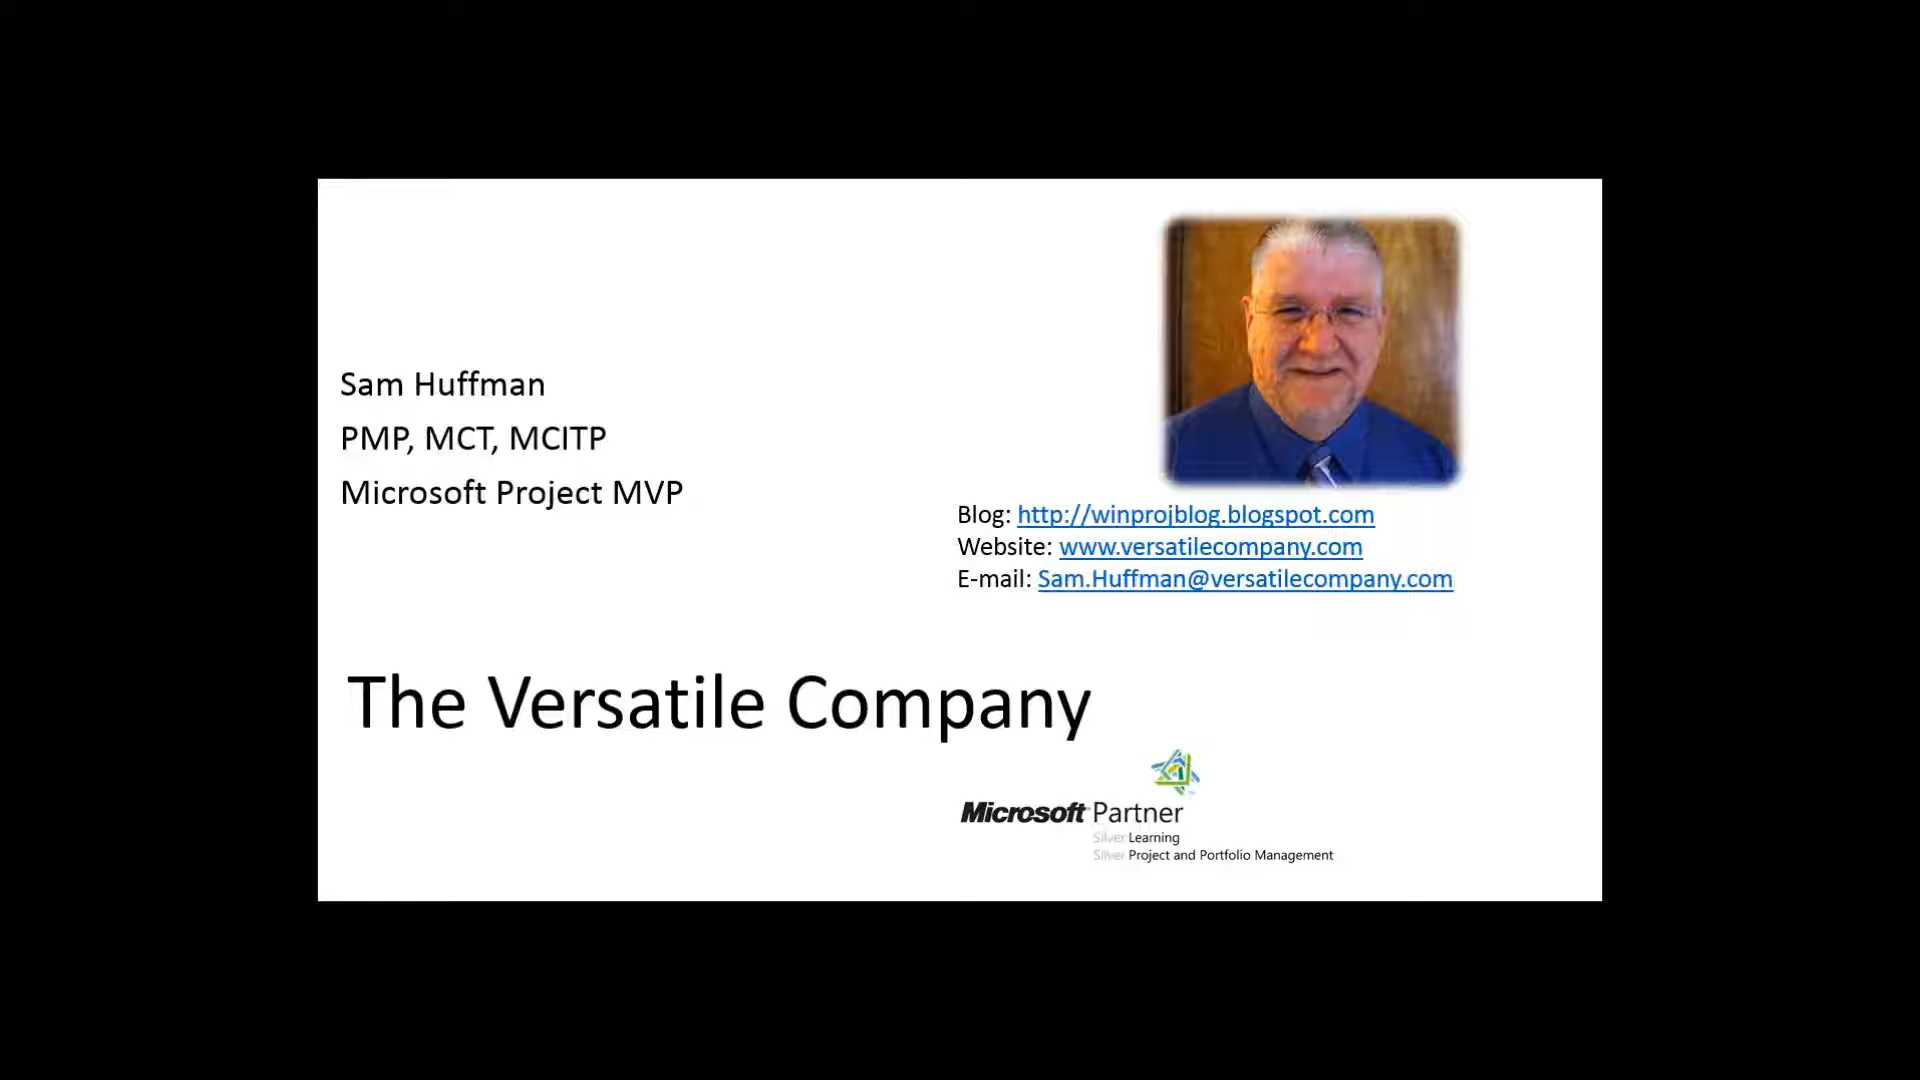 Sam Huffman
PMP, MCT, MCITP
Microsoft Project MVP
Blog: http://winprojblog.blogspot.com
Website: www.versatilecompany.com
E-mail: Sam.Huffman@versatilecompany.com
The Versatile Company
Microsoft Partner
Silver Learning
Silver Project and Portfolio Management